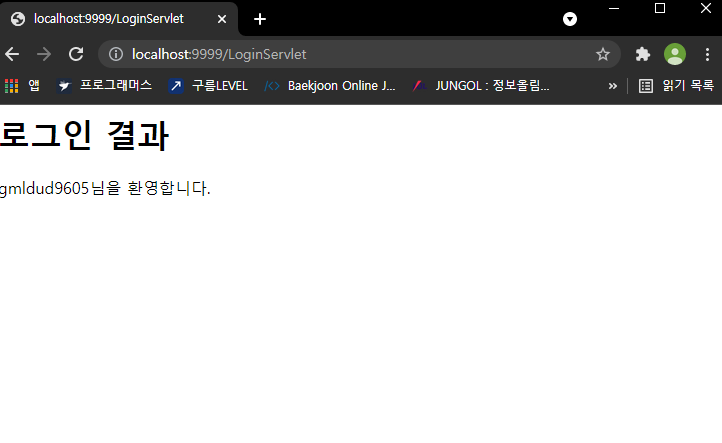 localhost:9999/LoginServlet
localhost:9999/LoginServlet
앱 프로그래머스 구름LEVEL Baekjoon Online J... JUNGOL : 정보올림... » 읽기 목록
로그인 결과
gmldud9605님을 환영합니다.